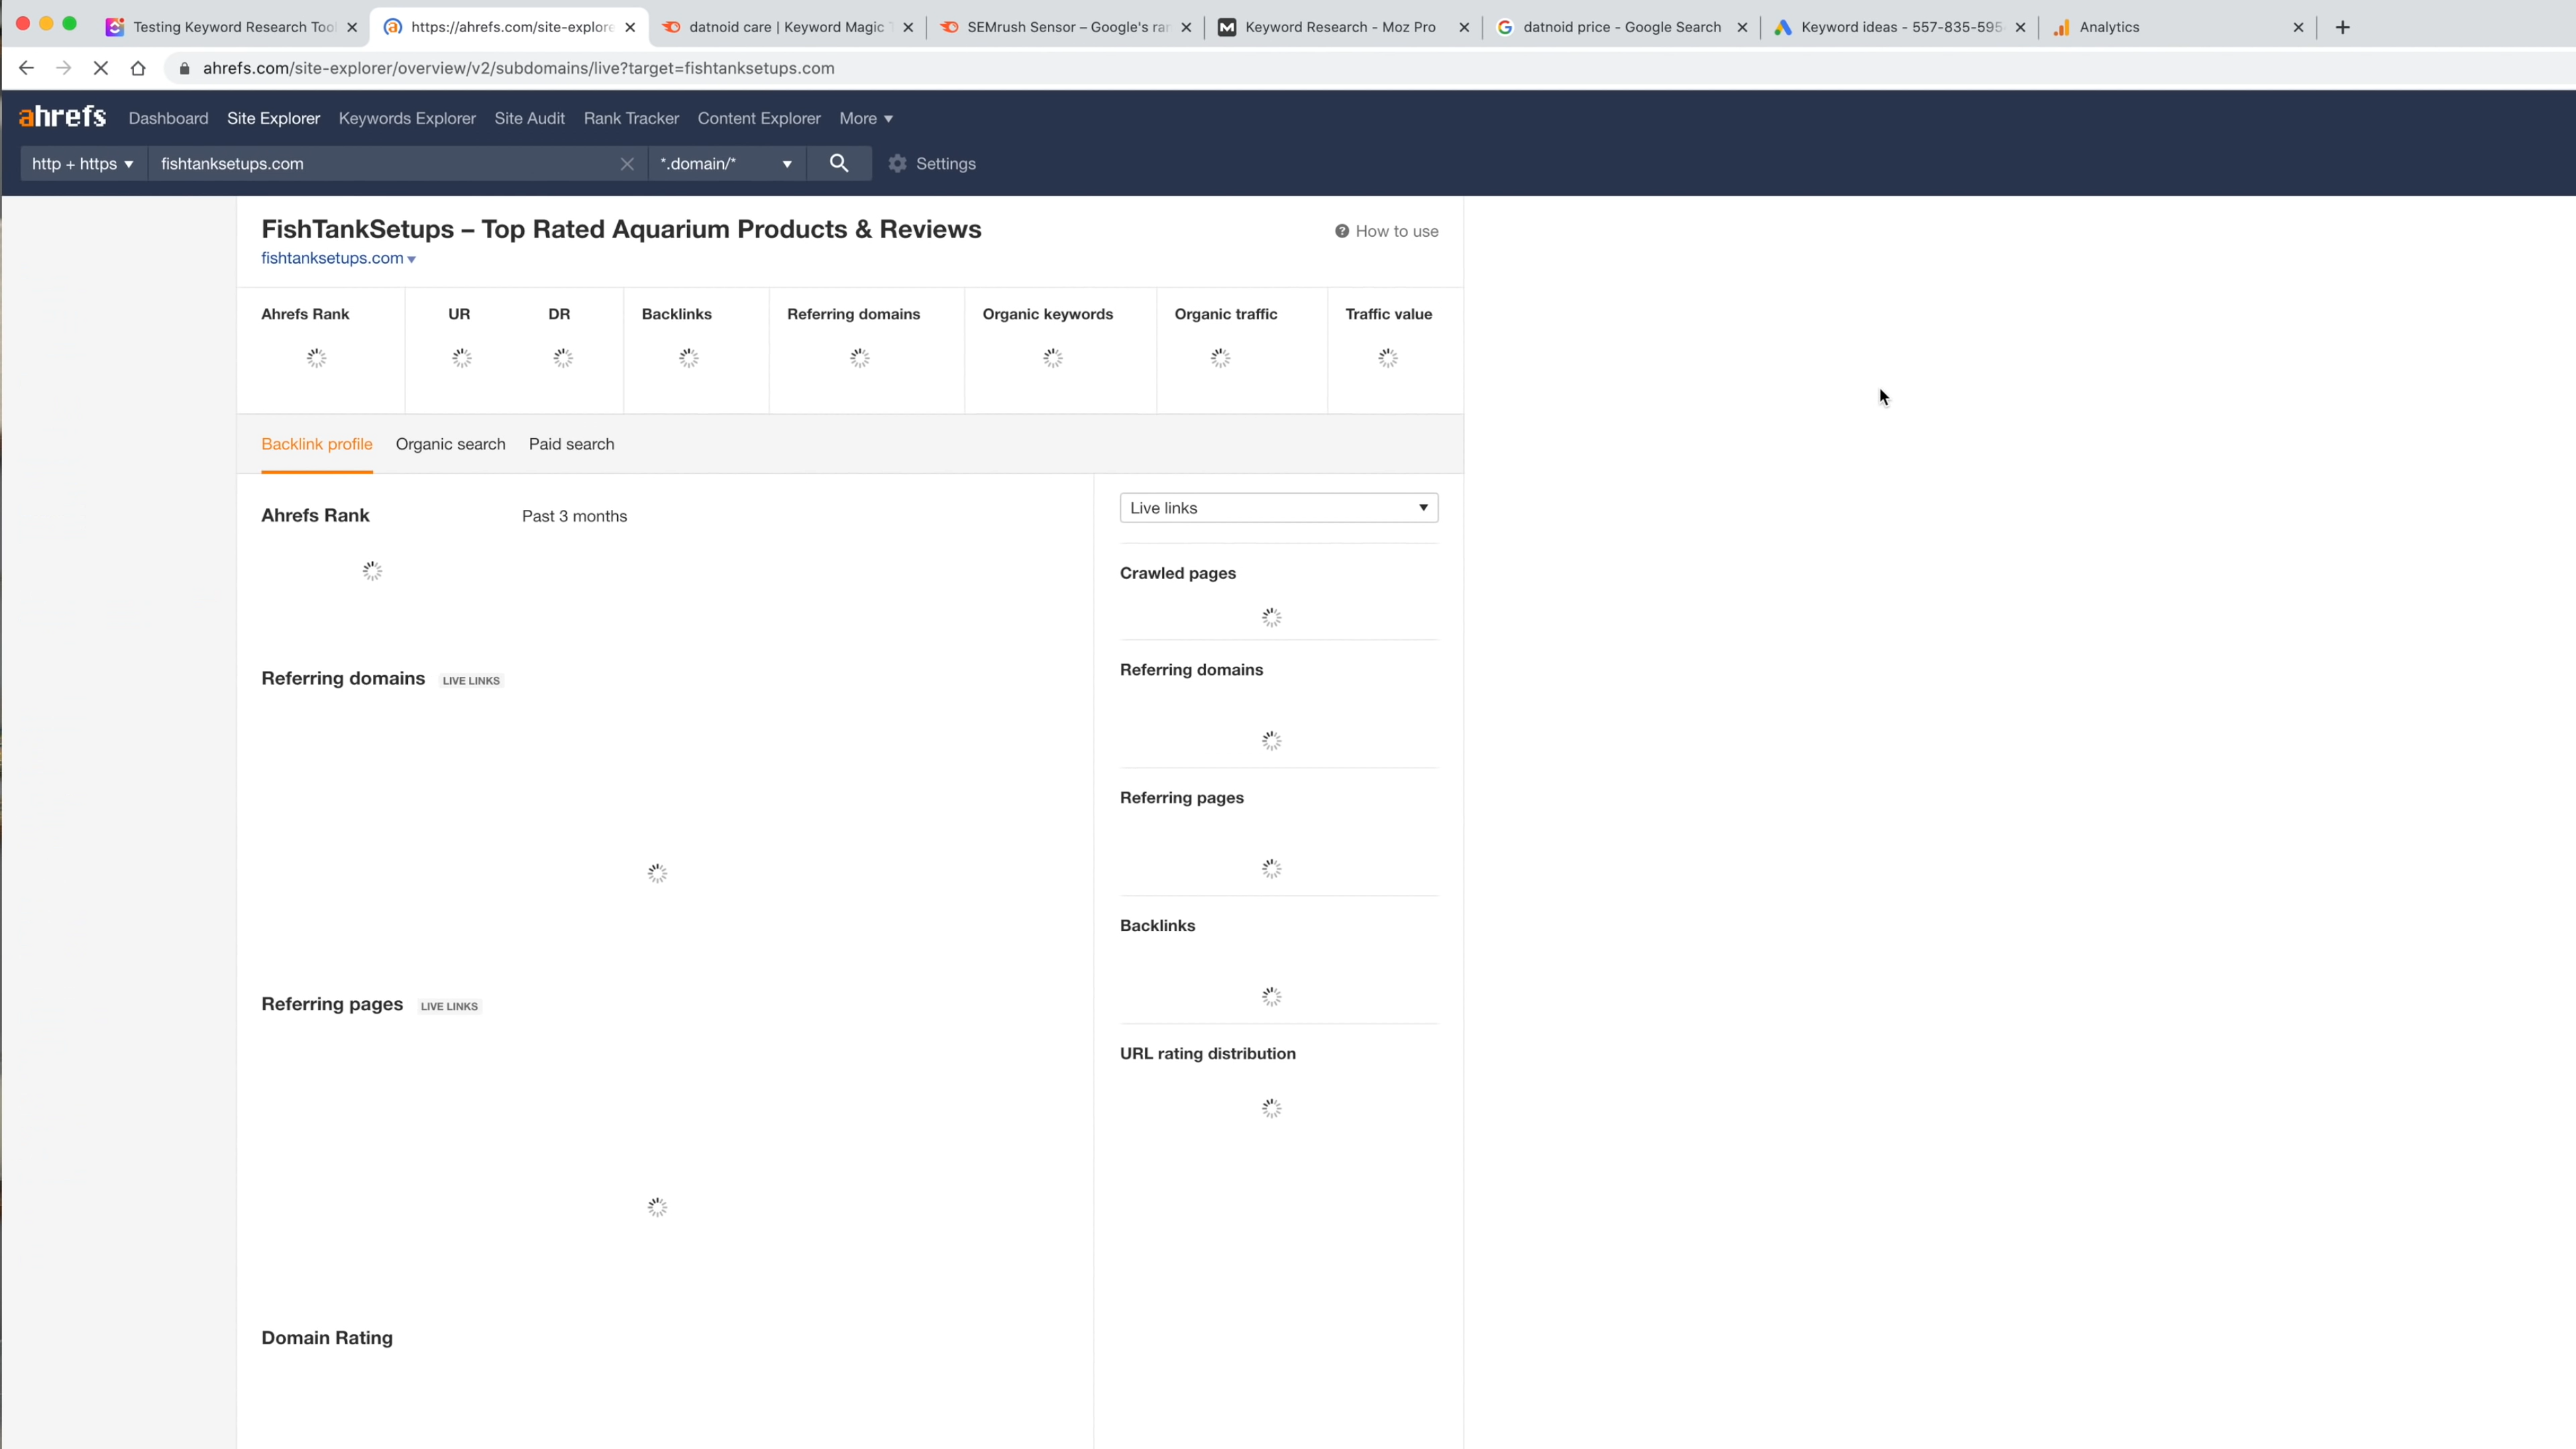 Testing Keyword Research Tool
https://ahrefs.com/site-explore
datnoid care | Keyword Magic T
SEMrush Sensor – Google's ran
Keyword Research - Moz Pro
datnoid price - Google Search
Keyword ideas - 557-835-595
Analytics
ahrefs.com/site-explorer/overview/v2/subdomains/live?target=fishtanksetups.com
ahrefs
Dashboard
Site Explorer
Keywords Explorer
Site Audit
Rank Tracker
Content Explorer
More
http + https
fishtanksetups.com
*.domain/*
Settings
FishTankSetups – Top Rated Aquarium Products & Reviews
How to use
fishtanksetups.com
Ahrefs Rank
UR
DR
Backlinks
Referring domains
Organic keywords
Organic traffic
Traffic value
Backlink profile
Organic search
Paid search
Ahrefs Rank
Past 3 months
Referring domains LIVE LINKS
Referring pages LIVE LINKS
Domain Rating
Live links
Crawled pages
Referring domains
Referring pages
Backlinks
URL rating distribution